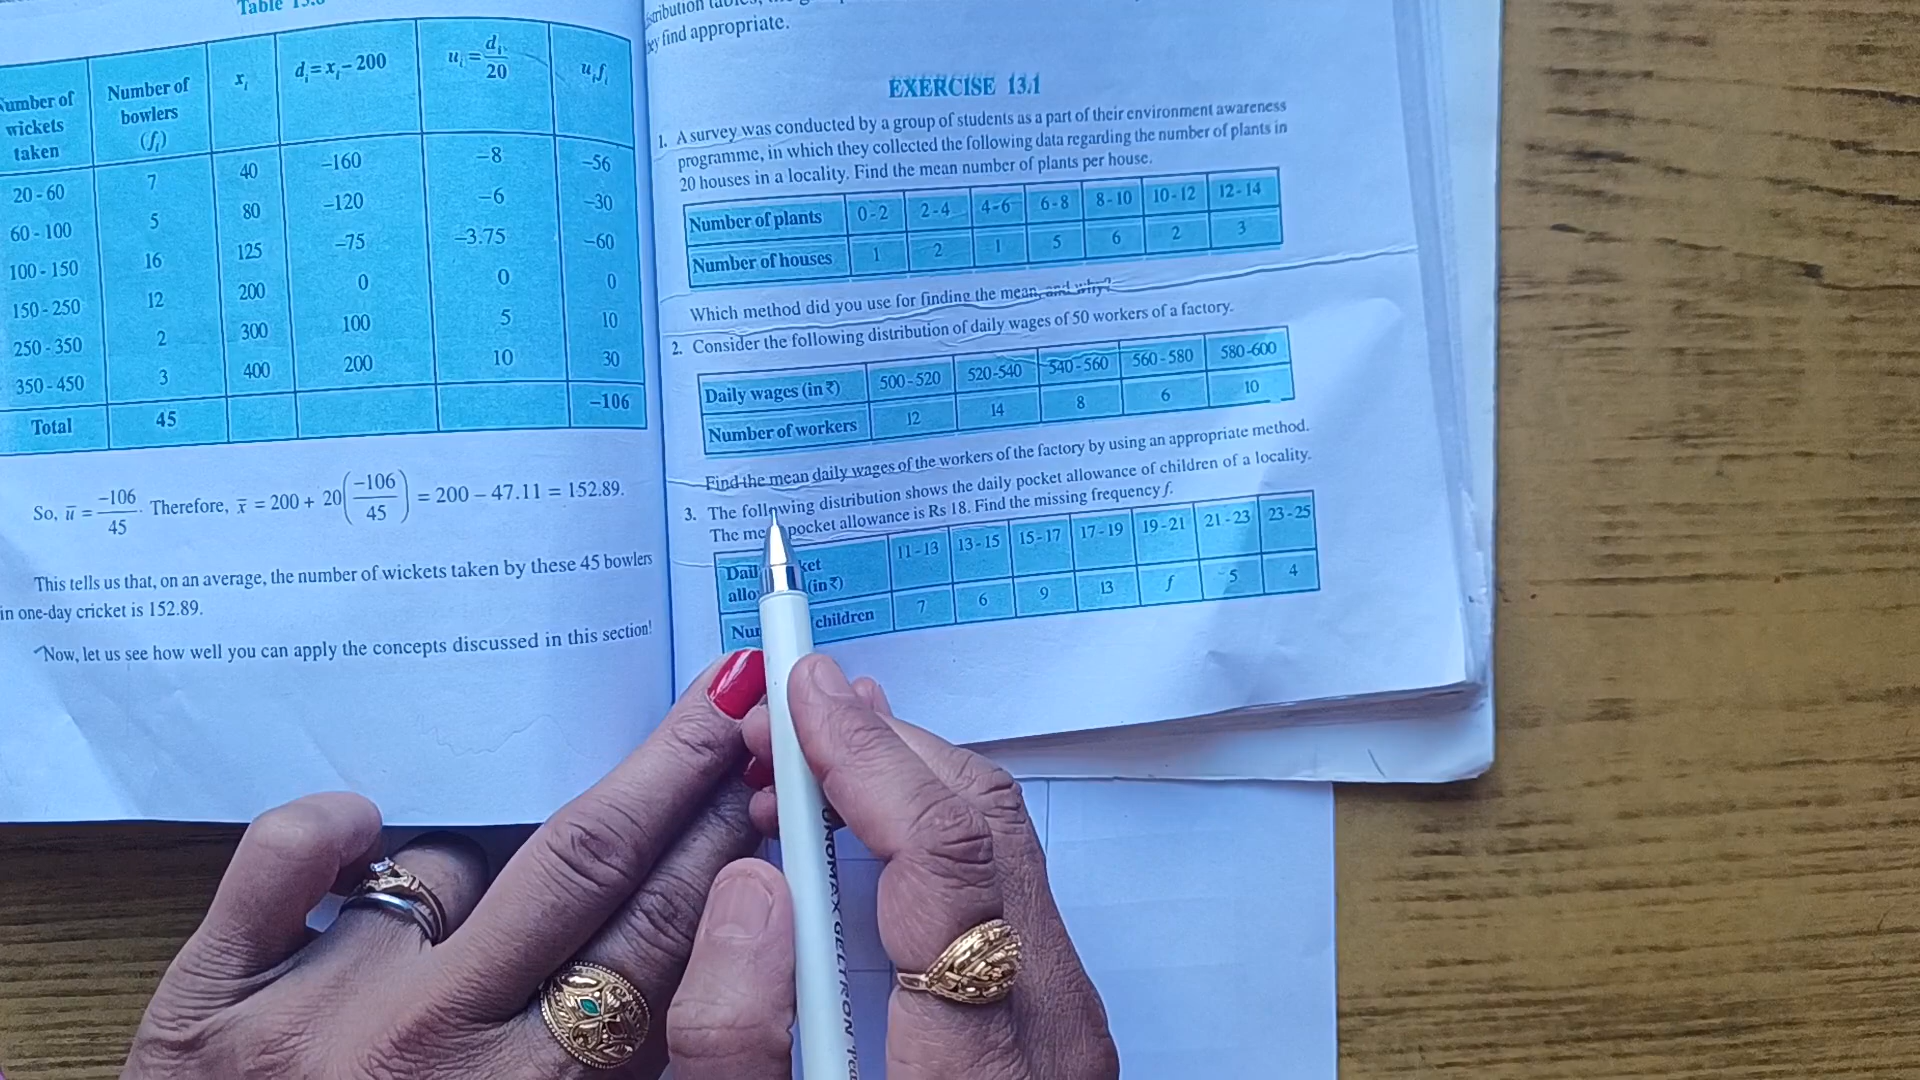 Table 13.6
Number of wickets taken | Number of bowlers (fᵢ) | xᵢ | dᵢ = xᵢ – 200 | uᵢ = dᵢ/20 | uᵢfᵢ
20 - 60 | 7 | 40 | –160 | –8 | –56
60 - 100 | 5 | 80 | –120 | –6 | –30
100 - 150 | 16 | 125 | –75 | –3.75 | –60
150 - 250 | 12 | 200 | 0 | 0 | 0
250 - 350 | 2 | 300 | 100 | 5 | 10
350 - 450 | 3 | 400 | 200 | 10 | 30
Total | 45 | | | | –106
So, u̅ = –106/45. Therefore, x̅ = 200 + 20(–106/45) = 200 – 47.11 = 152.89.
This tells us that, on an average, the number of wickets taken by these 45 bowlers
in one-day cricket is 152.89.
Now, let us see how well you can apply the concepts discussed in this section!
find appropriate.
EXERCISE 13.1
1. A survey was conducted by a group of students as a part of their environment awareness
programme, in which they collected the following data regarding the number of plants in
20 houses in a locality. Find the mean number of plants per house.
Number of plants | 0 - 2 | 2 - 4 | 4 - 6 | 6 - 8 | 8 - 10 | 10 - 12 | 12 - 14
Number of houses | 1 | 2 | 1 | 5 | 6 | 2 | 3
Which method did you use for finding the mean, and why?
2. Consider the following distribution of daily wages of 50 workers of a factory.
Daily wages (in ₹) | 500 - 520 | 520 -540 | 540 -560 | 560 - 580 | 580 -600
Number of workers | 12 | 14 | 8 | 6 | 10
Find the mean daily wages of the workers of the factory by using an appropriate method.
3. The following distribution shows the daily pocket allowance of children of a locality.
The pocket allowance is Rs 18. Find the missing frequency f.
11 - 13 | 13 - 15 | 15 - 17 | 17 - 19 | 19 - 21 | 21 - 23 | 23 - 25
(in ₹)
children | 7 | 6 | 9 | 13 | f | 5 | 4
UNOMAX GELTRON